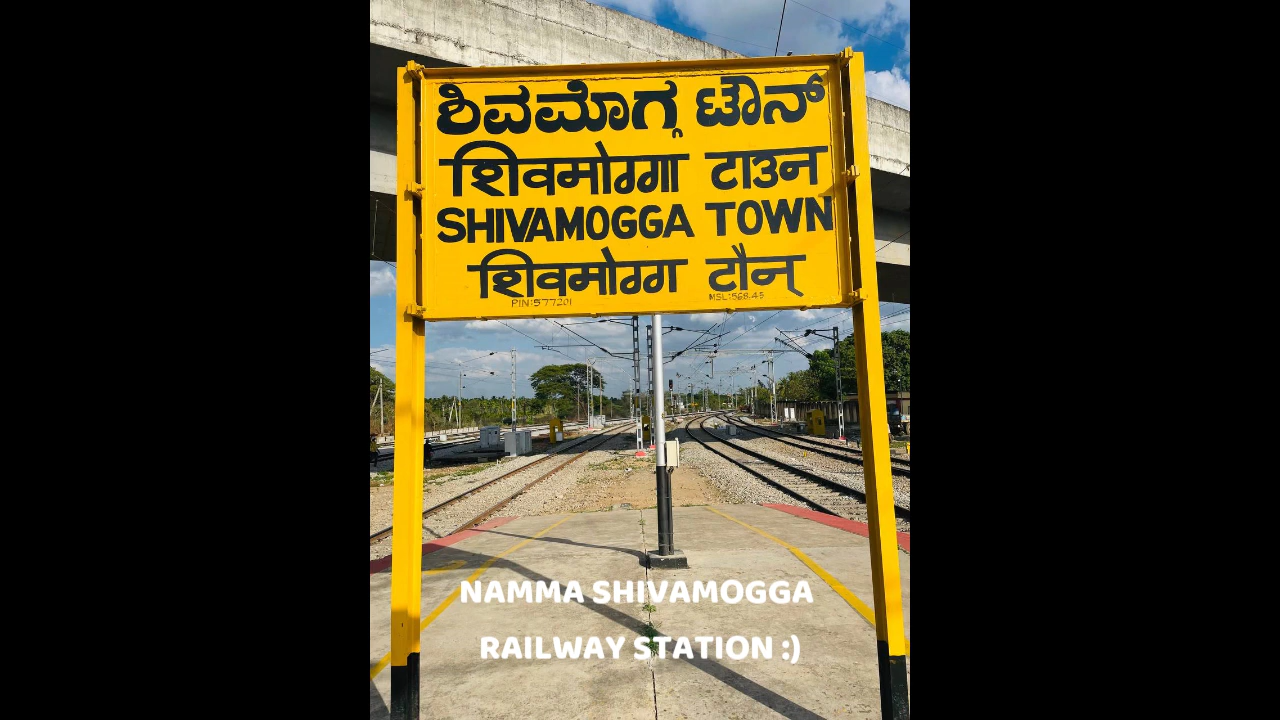 ಶಿವಮೊಗ್ಗ ಟೌನ್
शिवमोग्गा टाउन
SHIVAMOGGA TOWN
शिवमोग्ग टौन्
PIN:577201 MSL:568.45
NAMMA SHIVAMOGGA
RAILWAY STATION :)